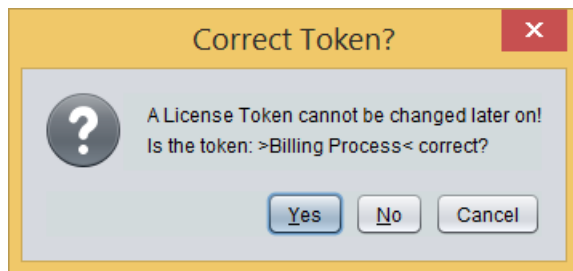 Correct Token?
x
?
A License Token cannot be changed later on!
Is the token: >Billing Process< correct?
Yes No Cancel